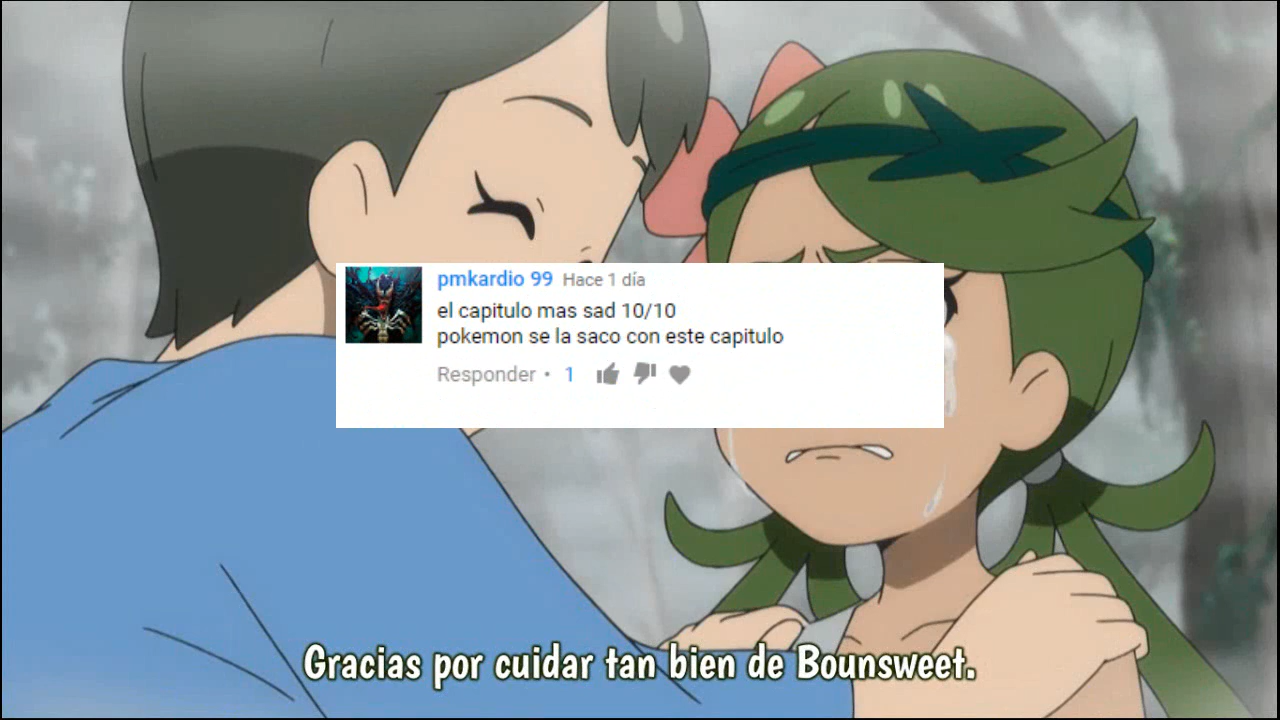 pmkardio 99 Hace 1 día
el capitulo mas sad 10/10
pokemon se la saco con este capitulo
Responder • 1
Gracias por cuidar tan bien de Bounsweet.